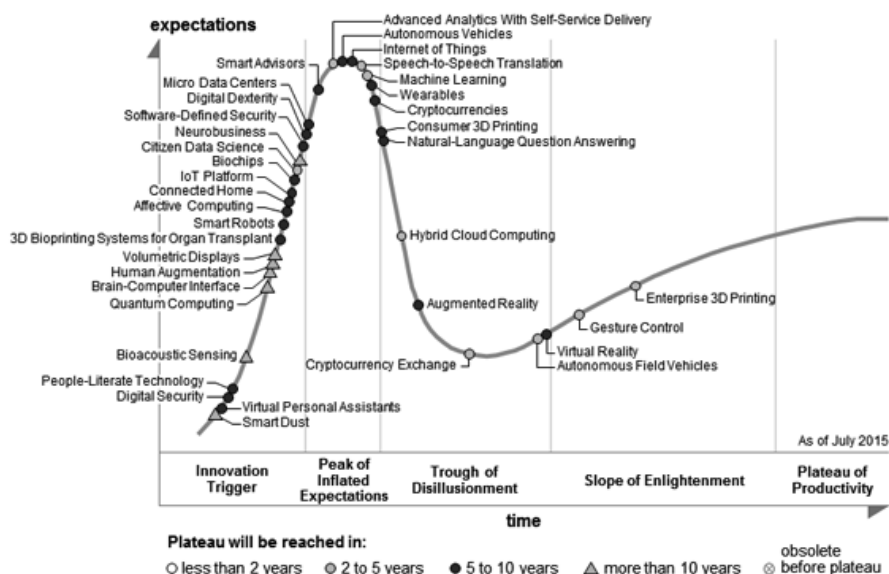 expectations
Advanced Analytics With Self-Service Delivery
Autonomous Vehicles
Internet of Things
Speech-to-Speech Translation
Machine Learning
Wearables
Cryptocurrencies
Consumer 3D Printing
Natural-Language Question Answering
Smart Advisors
Micro Data Centers
Digital Dexterity
Software-Defined Security
Neurobusiness
Citizen Data Science
Biochips
IoT Platform
Connected Home
Affective Computing
Smart Robots
3D Bioprinting Systems for Organ Transplant
Volumetric Displays
Human Augmentation
Brain-Computer Interface
Quantum Computing
Bioacoustic Sensing
People-Literate Technology
Digital Security
Virtual Personal Assistants
Smart Dust
Hybrid Cloud Computing
Augmented Reality
Cryptocurrency Exchange
Enterprise 3D Printing
Gesture Control
Virtual Reality
Autonomous Field Vehicles
As of July 2015
Innovation
Trigger
Peak of
Inflated
Expectations
Trough of
Disillusionment
Slope of Enlightenment
Plateau of
Productivity
time
Plateau will be reached in:
less than 2 years
2 to 5 years
5 to 10 years
more than 10 years
obsolete
before plateau